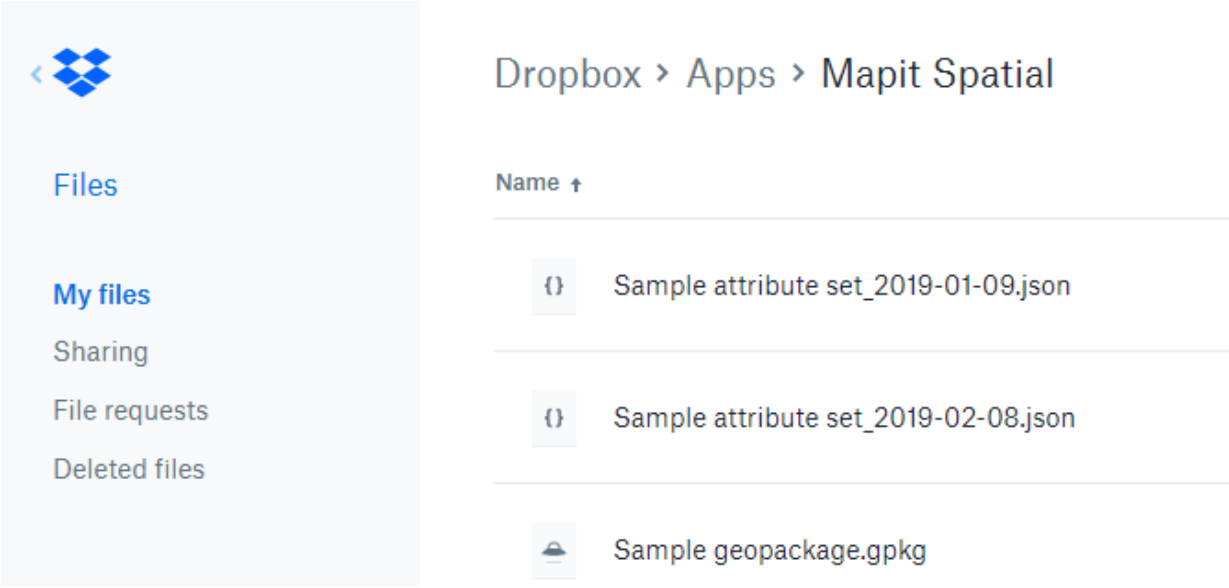 Dropbox > Apps > Mapit Spatial
Files
Name ↑
My files
Sharing
File requests
Deleted files
{} Sample attribute set_2019-01-09.json
{} Sample attribute set_2019-02-08.json
Sample geopackage.gpkg